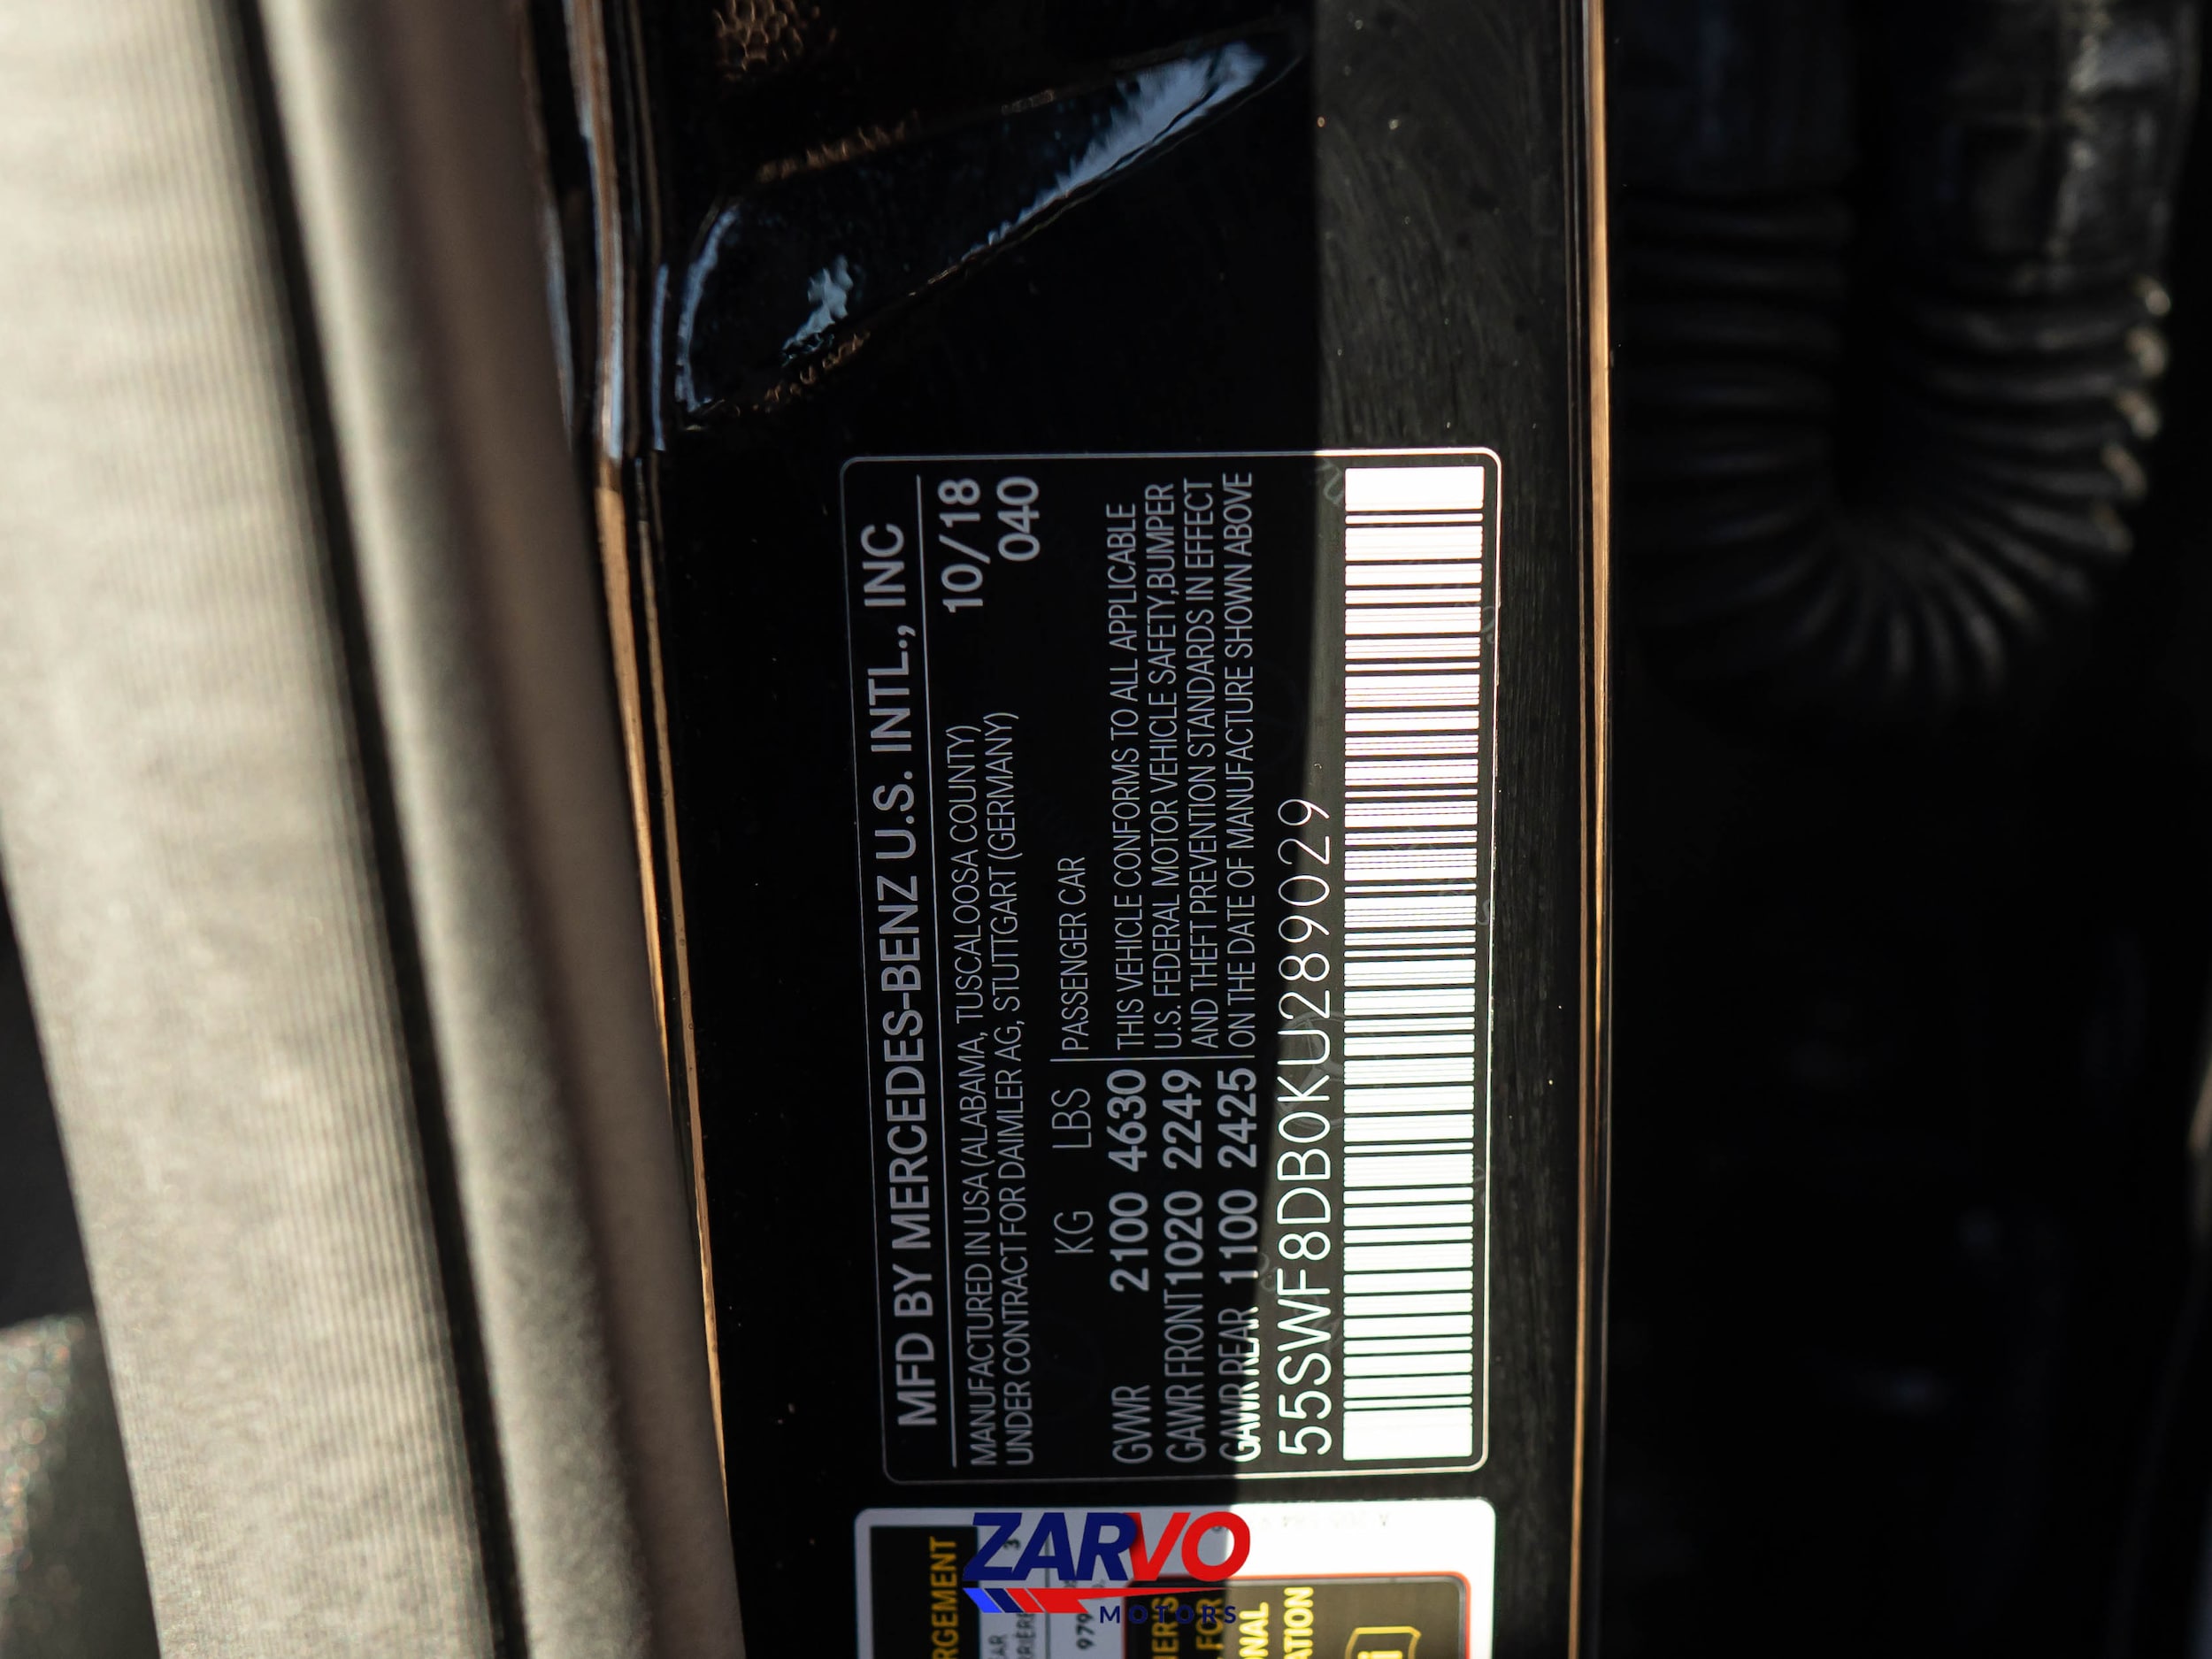 MFD BY MERCEDES-BENZ U.S. INTL., INC
MANUFACTURED IN USA (ALABAMA, TUSCALOOSA COUNTY) 10/18
UNDER CONTRACT FOR DAIMLER AG, STUTTGART (GERMANY) 040
KG LBS PASSENGER CAR
GVWR 2100 4630 THIS VEHICLE CONFORMS TO ALL APPLICABLE
GAWR FRONT 1020 2249 U.S. FEDERAL MOTOR VEHICLE SAFETY,BUMPER
GAWR REAR 1100 2425 AND THEFT PREVENTION STANDARDS IN EFFECT
ON THE DATE OF MANUFACTURE SHOWN ABOVE
55SWF8DB0KU289029
ZARVO
MOTORS